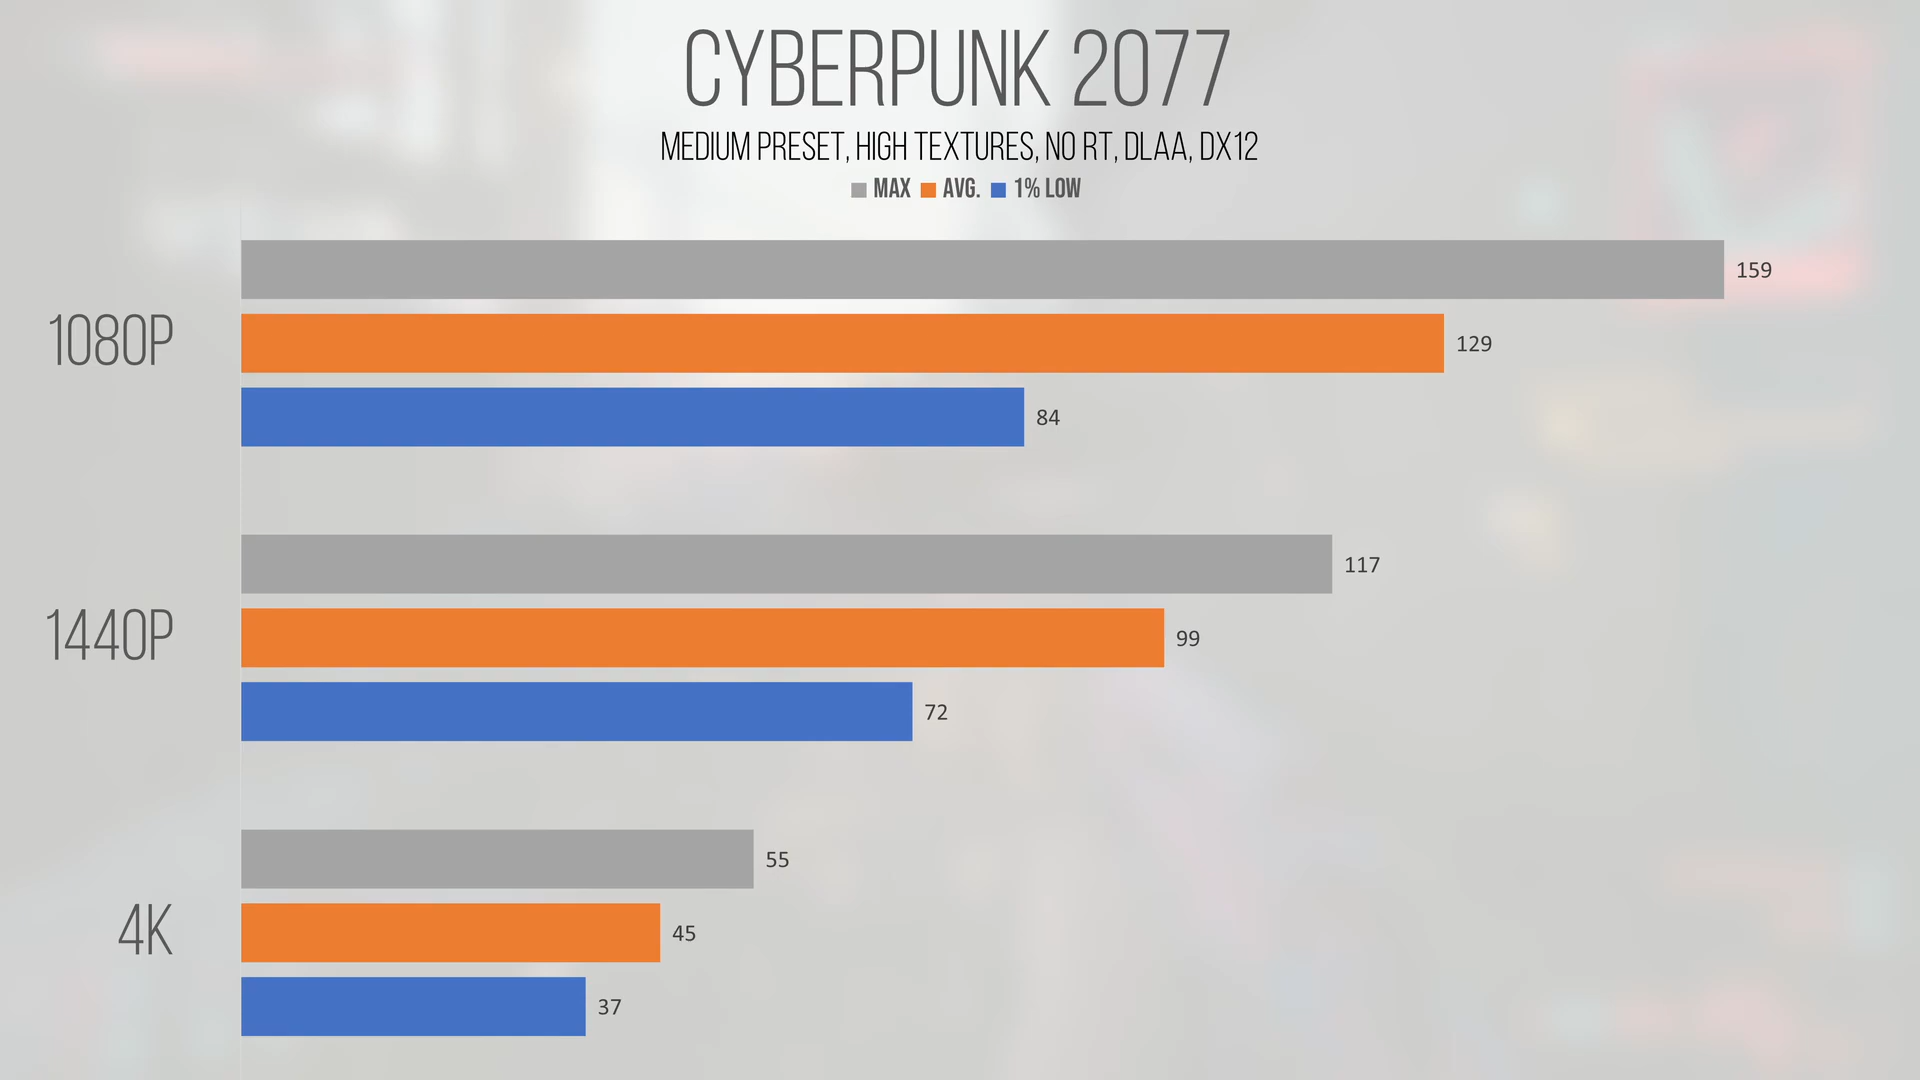 CYBERPUNK 2077
MEDIUM PRESET, HIGH TEXTURES, NO RT, DLAA, DX12
MAX AVG. 1% LOW
159
1080P
129
84
117
1440P
99
72
55
4K
45
37